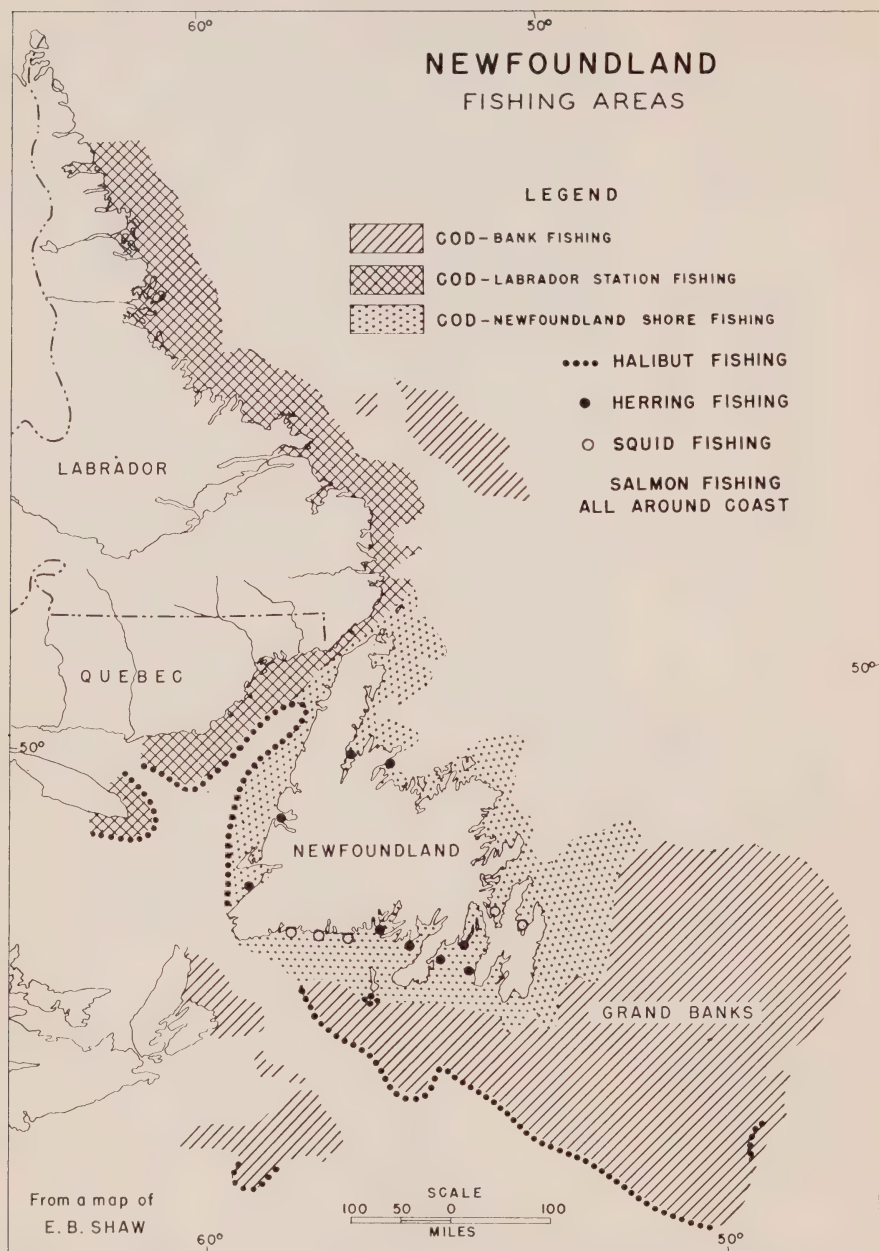 60°
50°
NEWFOUNDLAND
FISHING AREAS
LEGEND
COD-BANK FISHING
COD-LABRADOR STATION FISHING
COD-NEWFOUNDLAND SHORE FISHING
HALIBUT FISHING
HERRING FISHING
SQUID FISHING
SALMON FISHING
ALL AROUND COAST
LABRADOR
QUEBEC
50°
50°
NEWFOUNDLAND
GRAND BANKS
From a map of
E. B. SHAW
SCALE
100 50 0 100
MILES
60°
50°